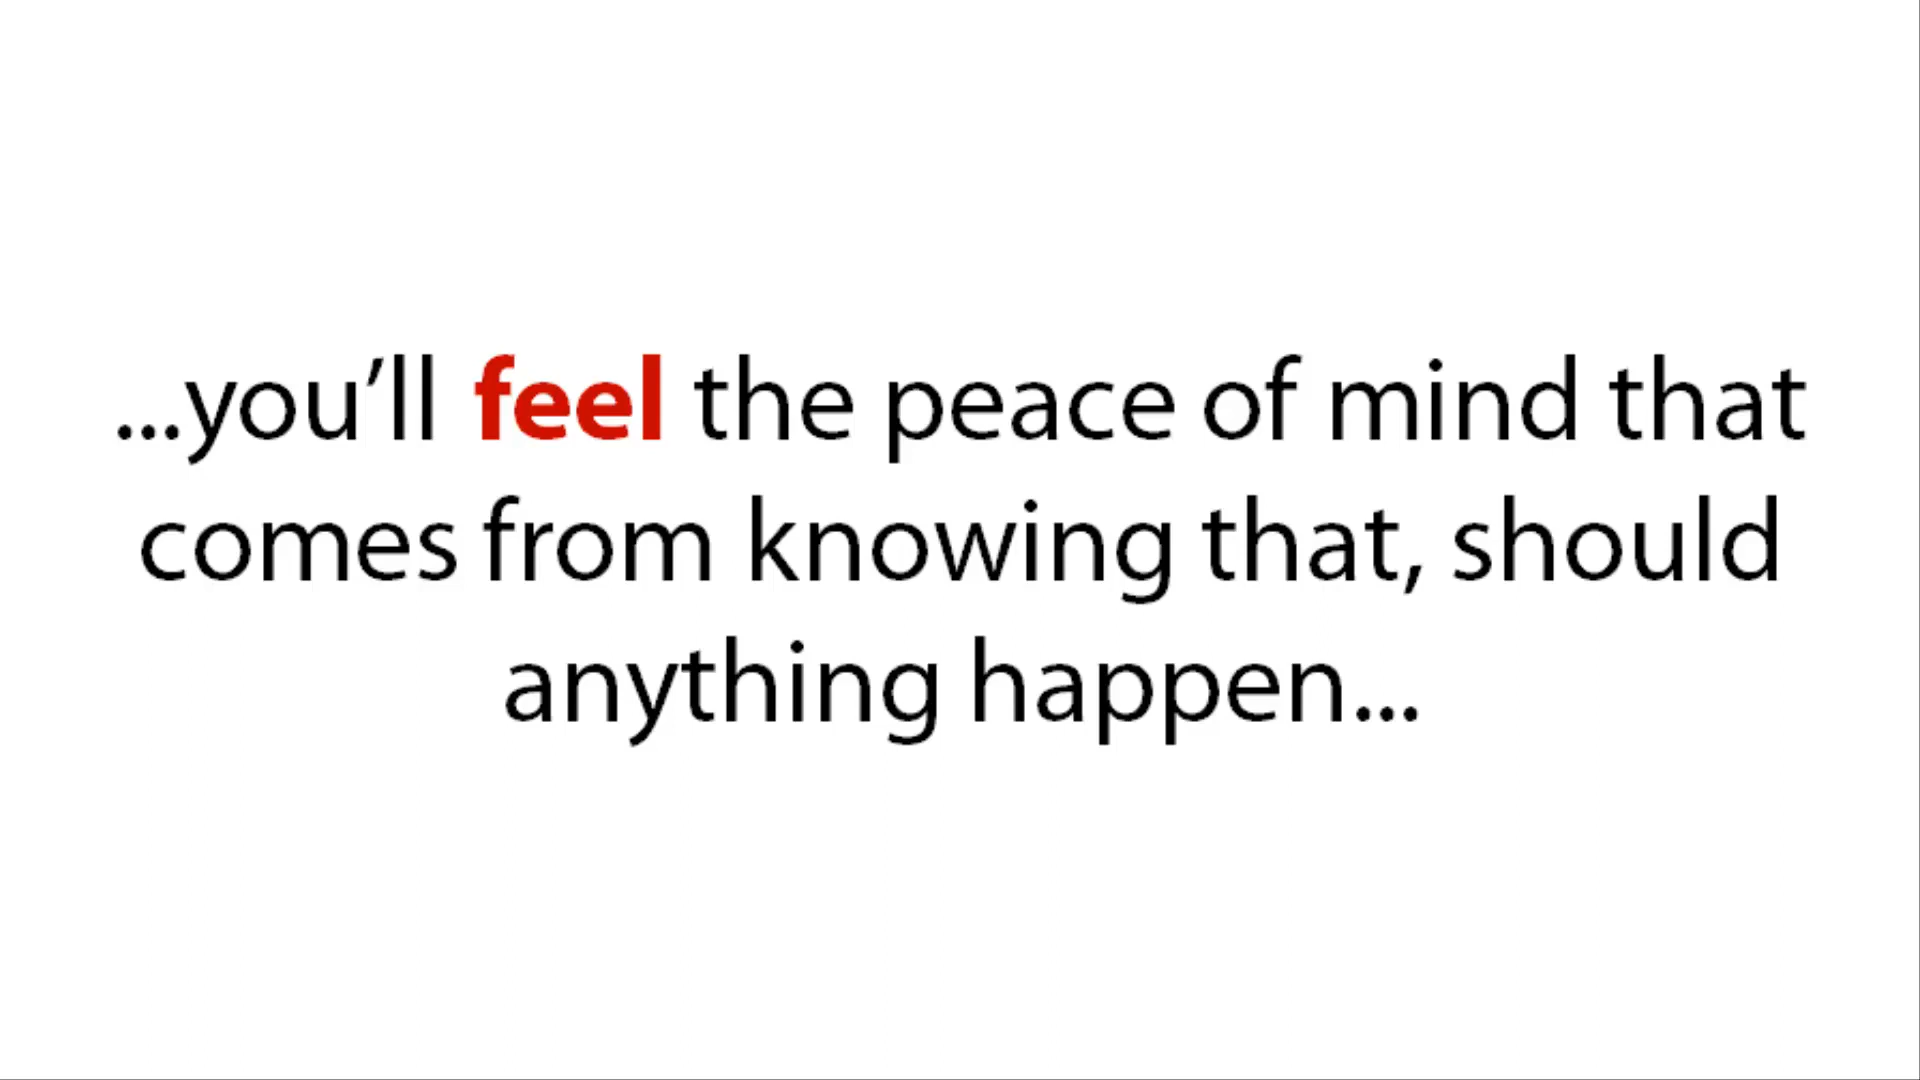 ...you’ll feel the peace of mind that
comes from knowing that, should
anything happen...